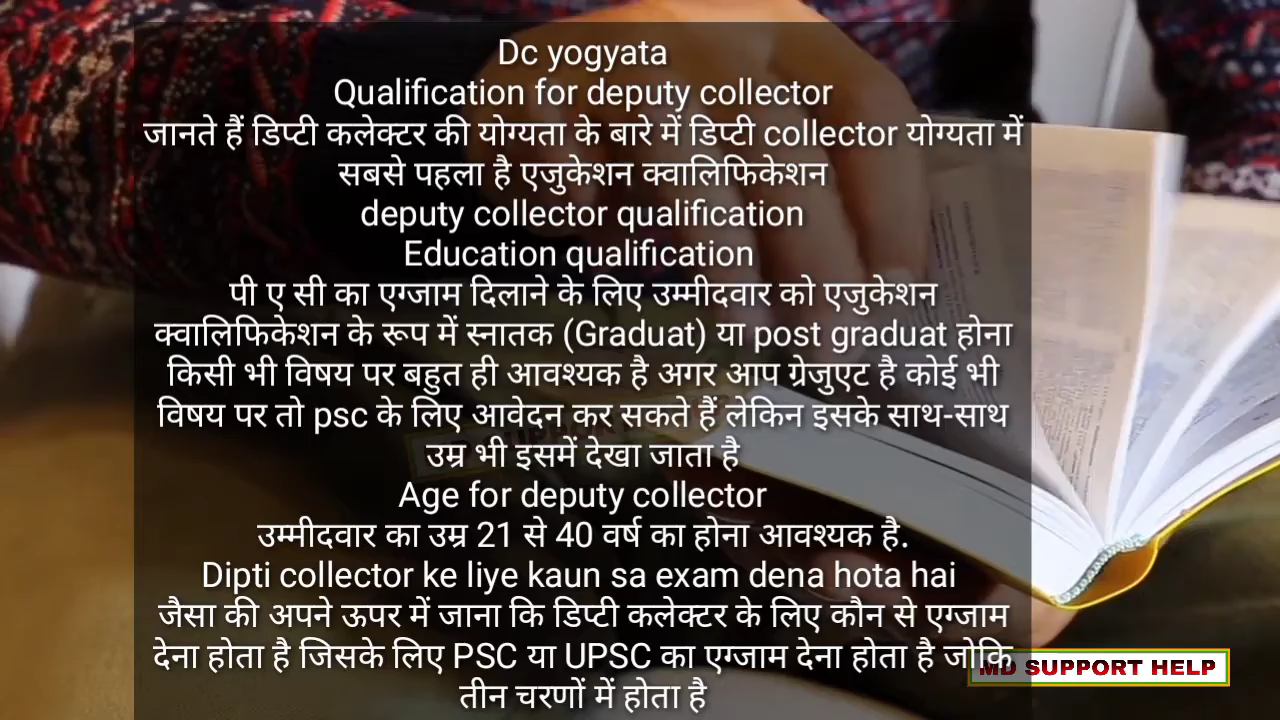 Dc yogyata
Qualification for deputy collector
जानते हैं डिप्टी कलेक्टर की योग्यता के बारे में डिप्टी collector योग्यता में
सबसे पहला है एजुकेशन क्वालिफिकेशन
deputy collector qualification
Education qualification
पी ए सी का एग्जाम दिलाने के लिए उम्मीदवार को एजुकेशन
क्वालिफिकेशन के रूप में स्नातक (Graduat) या post graduat होना
किसी भी विषय पर बहुत ही आवश्यक है अगर आप ग्रेजुएट है कोई भी
विषय पर तो psc के लिए आवेदन कर सकते हैं लेकिन इसके साथ-साथ
उम्र भी इसमें देखा जाता है
Age for deputy collector
उम्मीदवार का उम्र 21 से 40 वर्ष का होना आवश्यक है.
Dipti collector ke liye kaun sa exam dena hota hai
जैसा की अपने ऊपर में जाना कि डिप्टी कलेक्टर के लिए कौन से एग्जाम
देना होता है जिसके लिए PSC या UPSC का एग्जाम देना होता है जोकि
तीन चरणों में होता है
MD SUPPORT HELP